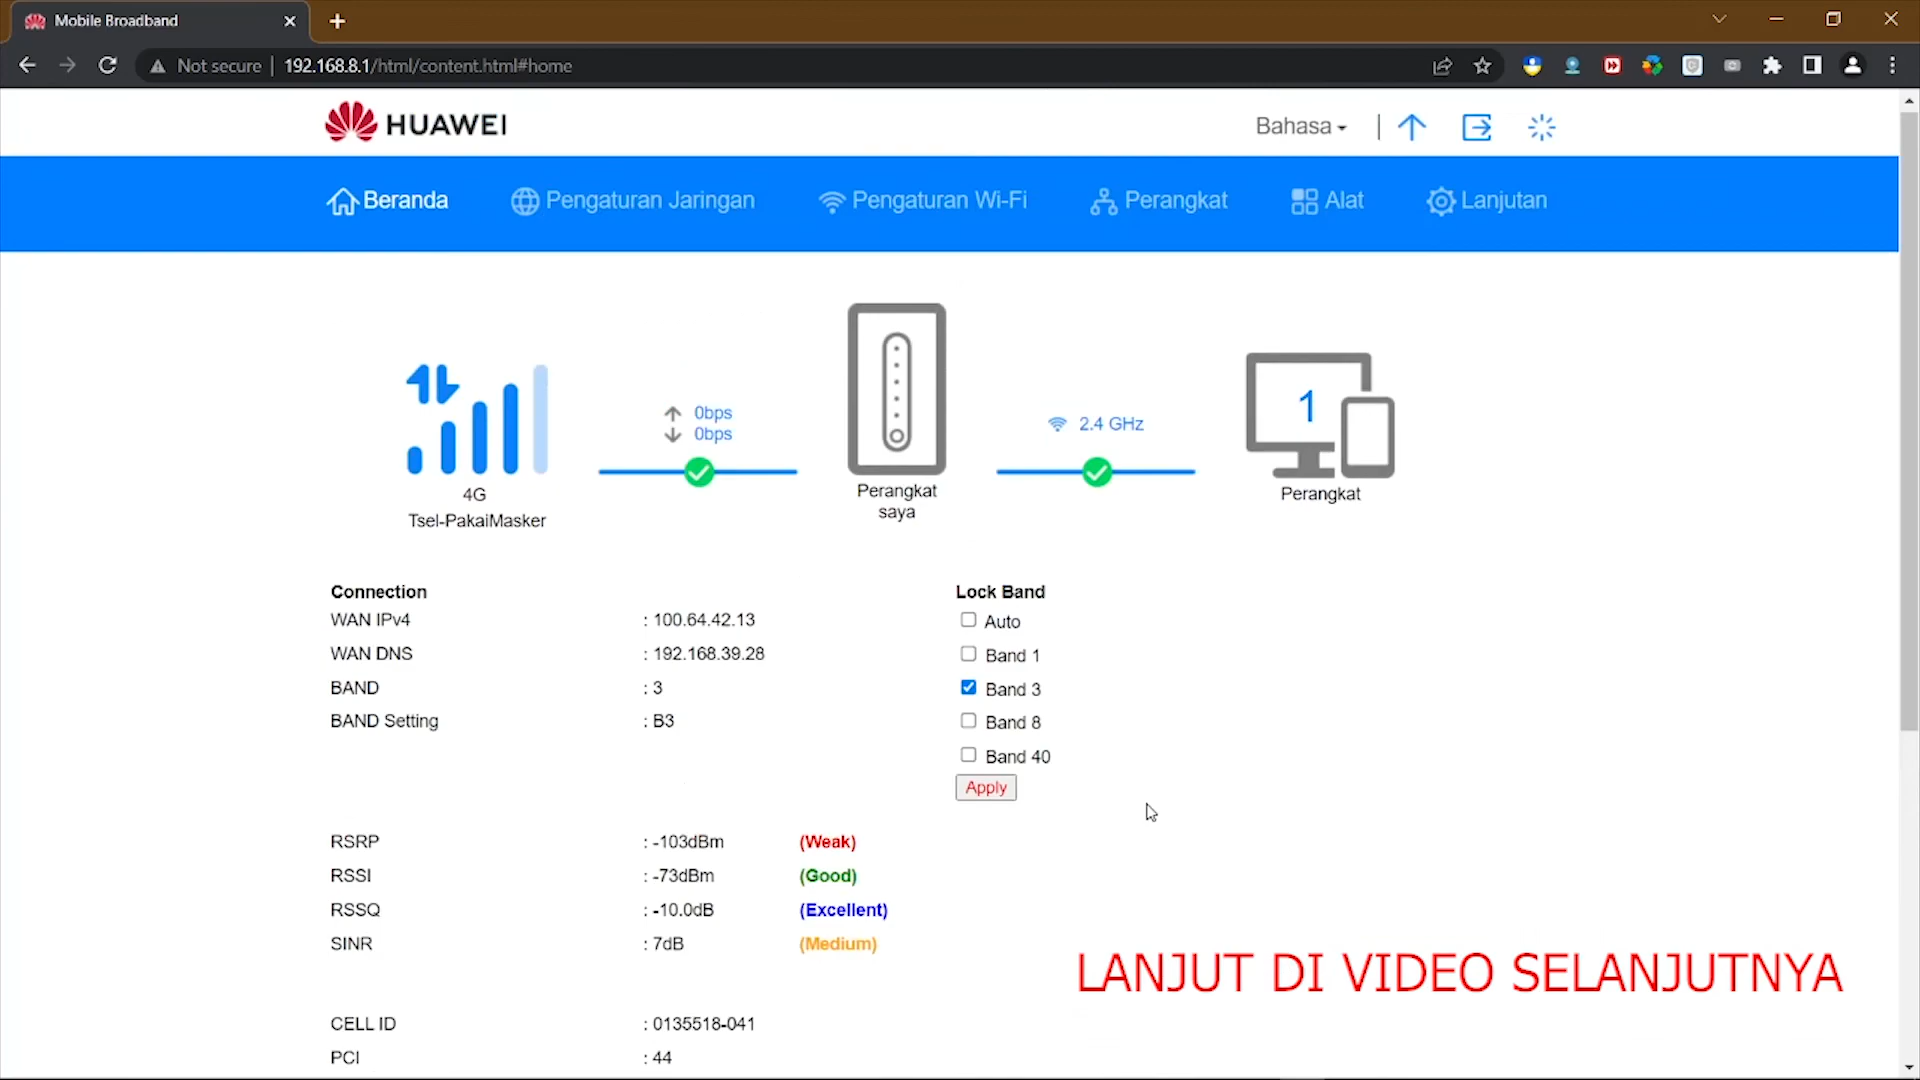 Mobile Broadband
Not secure | 192.168.8.1/html/content.html#home
HUAWEI
Bahasa
Beranda
Pengaturan Jaringan
Pengaturan Wi-Fi
Perangkat
Alat
Lanjutan
0bps
0bps
4G
Tsel-PakaiMasker
Perangkat
saya
2.4 GHz
1
Perangkat
Connection
WAN IPv4 : 100.64.42.13
WAN DNS : 192.168.39.28
BAND : 3
BAND Setting : B3
Lock Band
Auto
Band 1
Band 3
Band 8
Band 40
Apply
RSRP : -103dBm (Weak)
RSSI : -73dBm (Good)
RSSQ : -10.0dB (Excellent)
SINR : 7dB (Medium)
LANJUT DI VIDEO SELANJUTNYA
CELL ID : 0135518-041
PCI : 44